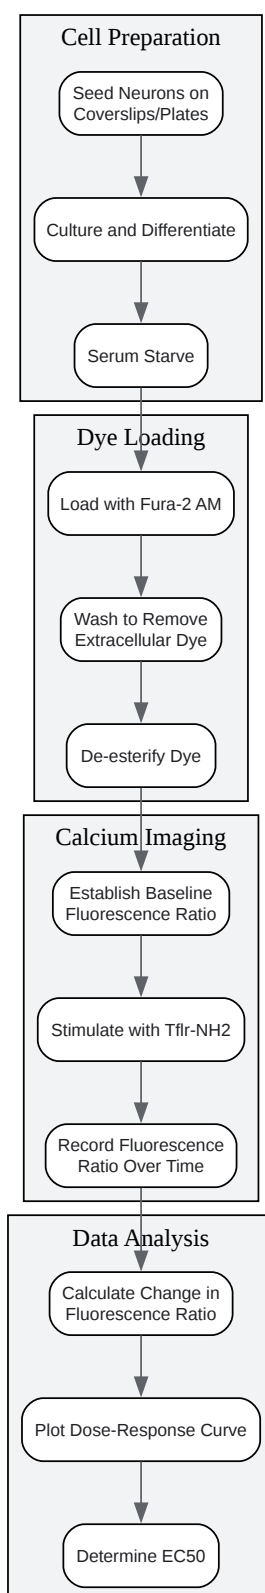 Cell Preparation
Seed Neurons on
Coverslips/Plates
Culture and Differentiate
Serum Starve
Dye Loading
Load with Fura-2 AM
Wash to Remove
Extracellular Dye
De-esterify Dye
Calcium Imaging
Establish Baseline
Fluorescence Ratio
Stimulate with Tflr-NH2
Record Fluorescence
Ratio Over Time
Data Analysis
Calculate Change in
Fluorescence Ratio
Plot Dose-Response Curve
Determine EC50